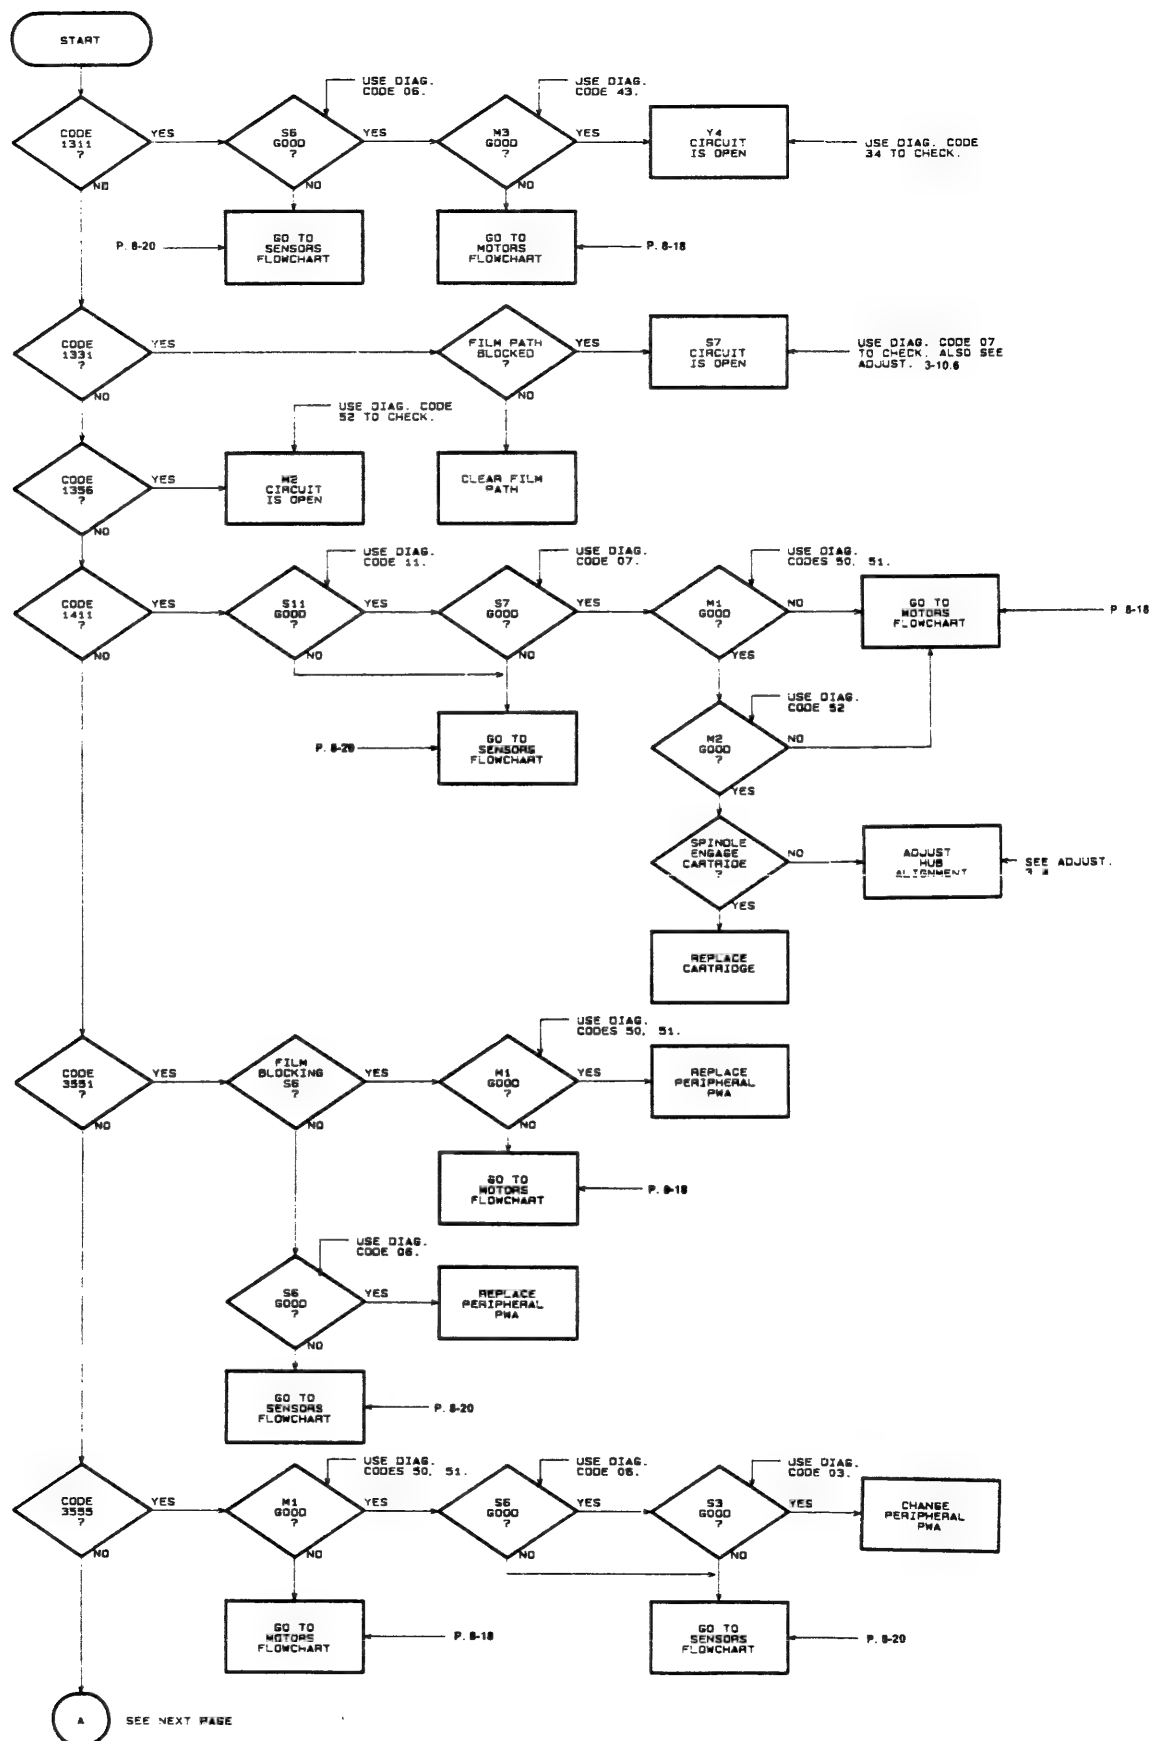 START
USE DIAG.
CODE 06.
USE DIAG.
CODE 43.
CODE
1311
?
YES
NO
S6
GOOD
?
YES
NO
M3
GOOD
?
YES
NO
Y4
CIRCUIT
IS OPEN
USE DIAG. CODE
34 TO CHECK.
P. 8-20
GO TO
SENSORS
FLOWCHART
GO TO
MOTORS
FLOWCHART
P. 8-18
CODE
1331
?
YES
NO
FILM PATH
BLOCKED
?
YES
NO
S7
CIRCUIT
IS OPEN
USE DIAG. CODE 07
TO CHECK. ALSO SEE
ADJUST. 3-10.6
USE DIAG. CODE
52 TO CHECK.
CODE
1356
?
YES
NO
M2
CIRCUIT
IS OPEN
CLEAR FILM
PATH
USE DIAG.
CODE 11.
USE DIAG.
CODE 07.
USE DIAG.
CODES 50, 51.
CODE
1411
?
YES
NO
S11
GOOD
?
YES
NO
S7
GOOD
?
YES
NO
M1
GOOD
?
NO
YES
GO TO
MOTORS
FLOWCHART
P 8-18
USE DIAG.
CODE 52
P. 8-20
GO TO
SENSORS
FLOWCHART
M2
GOOD
?
NO
YES
SPINDLE
ENGAGE
CARTRIDE
?
NO
YES
ADJUST
HUB
ALIGNMENT
SEE ADJUST.
REPLACE
CARTRIDGE
USE DIAG.
CODES 50, 51.
CODE
3551
?
YES
NO
FILM
BLOCKING
S6
?
YES
NO
M1
GOOD
?
YES
NO
REPLACE
PERIPHERAL
PWA
GO TO
MOTORS
FLOWCHART
P. 8-18
USE DIAG.
CODE 06.
S6
GOOD
?
YES
NO
REPLACE
PERIPHERAL
PWA
GO TO
SENSORS
FLOWCHART
P. 8-20
USE DIAG.
CODES 50, 51.
USE DIAG.
CODE 06.
USE DIAG.
CODE 03.
CODE
3555
?
YES
NO
M1
GOOD
?
YES
NO
S6
GOOD
?
YES
NO
S3
GOOD
?
YES
NO
CHANGE
PERIPHERAL
PWA
GO TO
MOTORS
FLOWCHART
P. 8-18
GO TO
SENSORS
FLOWCHART
P. 8-20
A
SEE NEXT PAGE